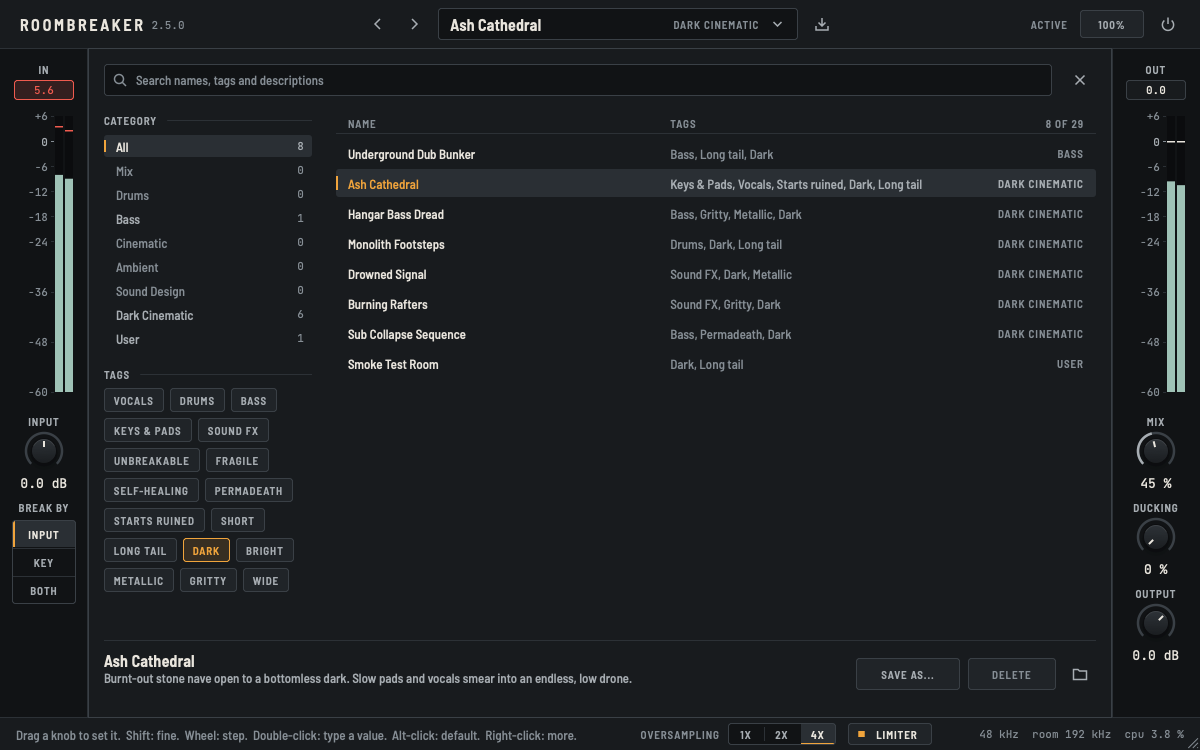 ROOMBREAKER 2.5.0
Ash Cathedral DARK CINEMATIC
ACTIVE 100%
IN
5.6
+6
0
-6
-12
-18
-24
-36
-48
-60
INPUT
0.0 dB
BREAK BY
INPUT
KEY
BOTH
Search names, tags and descriptions
CATEGORY
All 8
Mix 0
Drums 0
Bass 1
Cinematic 0
Ambient 0
Sound Design 0
Dark Cinematic 6
User 1
TAGS
VOCALS DRUMS BASS
KEYS & PADS SOUND FX
UNBREAKABLE FRAGILE
SELF-HEALING PERMADEATH
STARTS RUINED SHORT
LONG TAIL DARK BRIGHT
METALLIC GRITTY WIDE
NAME TAGS 8 OF 29
Underground Dub Bunker Bass, Long tail, Dark BASS
Ash Cathedral Keys & Pads, Vocals, Starts ruined, Dark, Long tail DARK CINEMATIC
Hangar Bass Dread Bass, Gritty, Metallic, Dark DARK CINEMATIC
Monolith Footsteps Drums, Dark, Long tail DARK CINEMATIC
Drowned Signal Sound FX, Dark, Metallic DARK CINEMATIC
Burning Rafters Sound FX, Gritty, Dark DARK CINEMATIC
Sub Collapse Sequence Bass, Permadeath, Dark DARK CINEMATIC
Smoke Test Room Dark, Long tail USER
Ash Cathedral
Burnt-out stone nave open to a bottomless dark. Slow pads and vocals smear into an endless, low drone.
SAVE AS... DELETE
OUT
0.0
+6
0
-6
-12
-18
-24
-36
-48
-60
MIX
45 %
DUCKING
0 %
OUTPUT
0.0 dB
Drag a knob to set it. Shift: fine. Wheel: step. Double-click: type a value. Alt-click: default. Right-click: more.
OVERSAMPLING 1X 2X 4X LIMITER
48 kHz room 192 kHz cpu 3.8 %